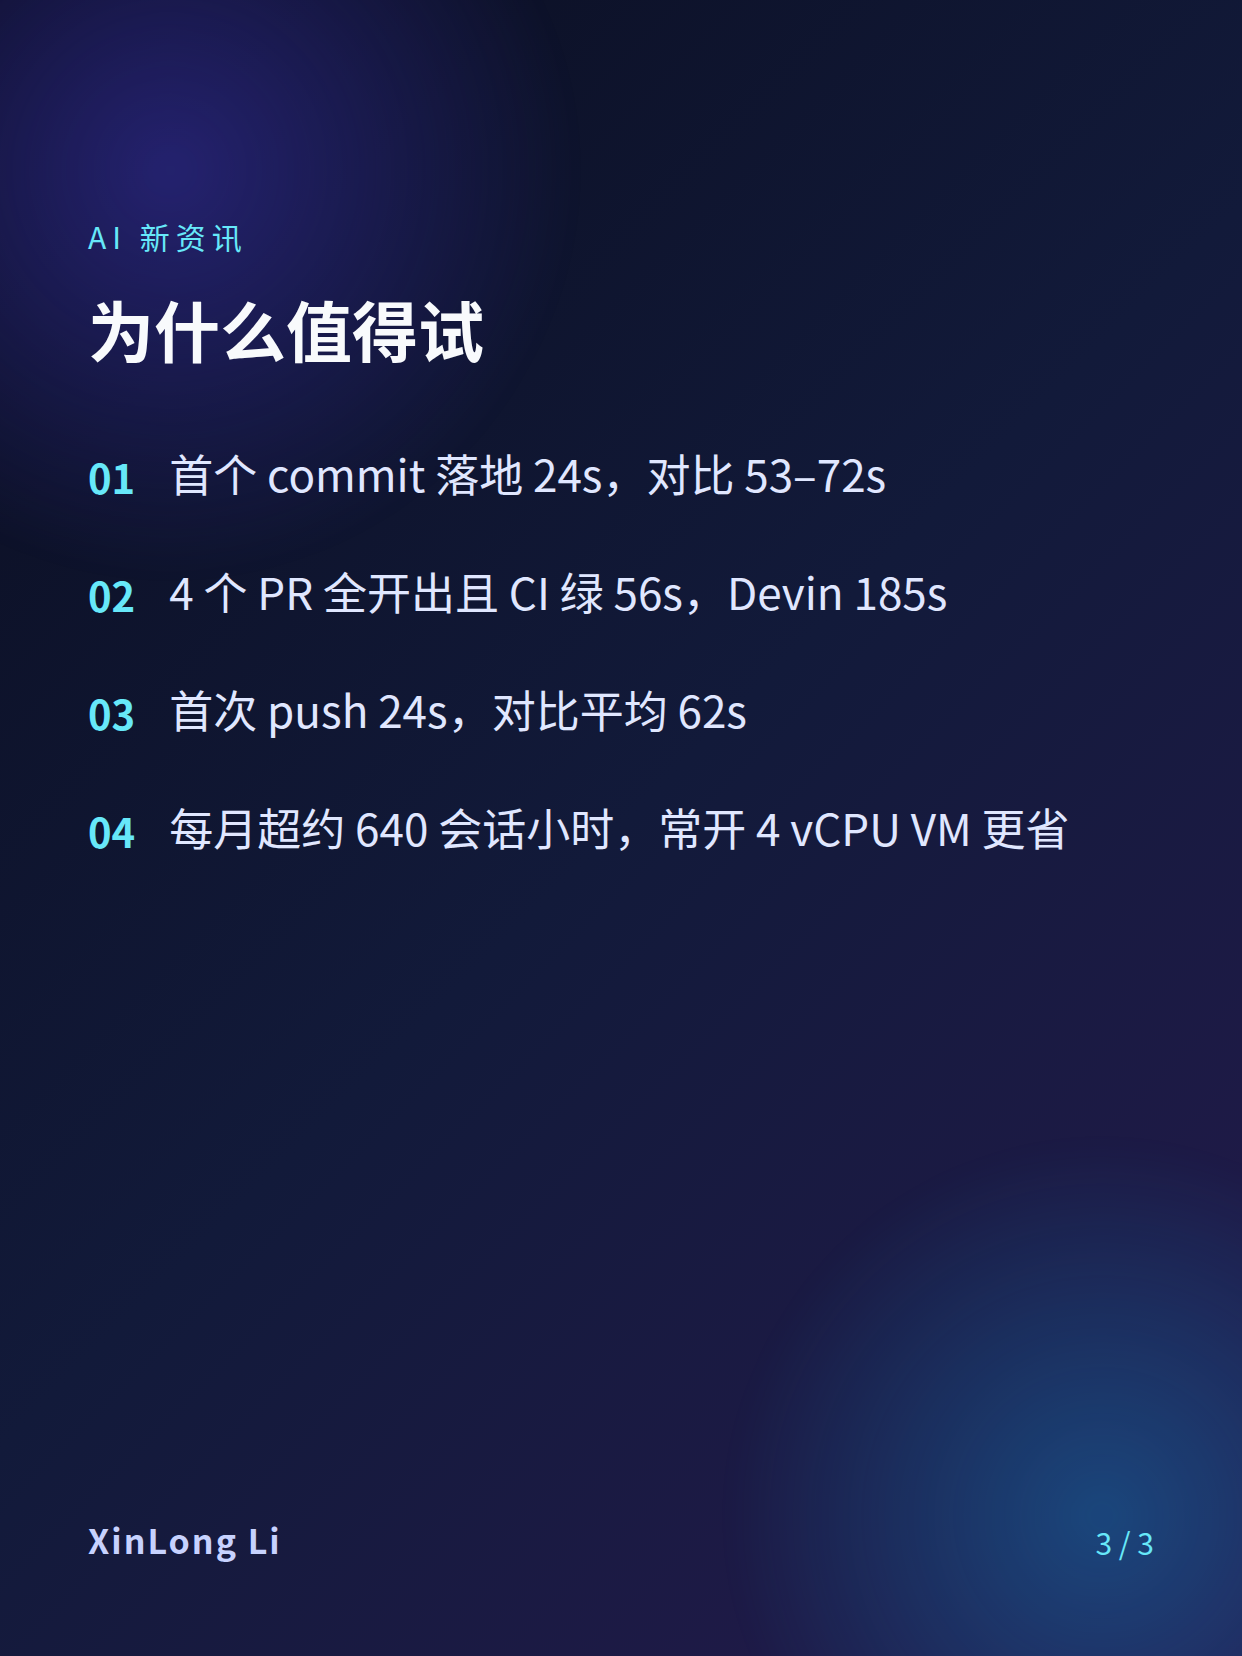 AI 新资讯
为什么值得试
01 首个 commit 落地 24s，对比 53–72s
02 4 个 PR 全开出且 CI 绿 56s，Devin 185s
03 首次 push 24s，对比平均 62s
04 每月超约 640 会话小时，常开 4 vCPU VM 更省
XinLong Li
3 / 3